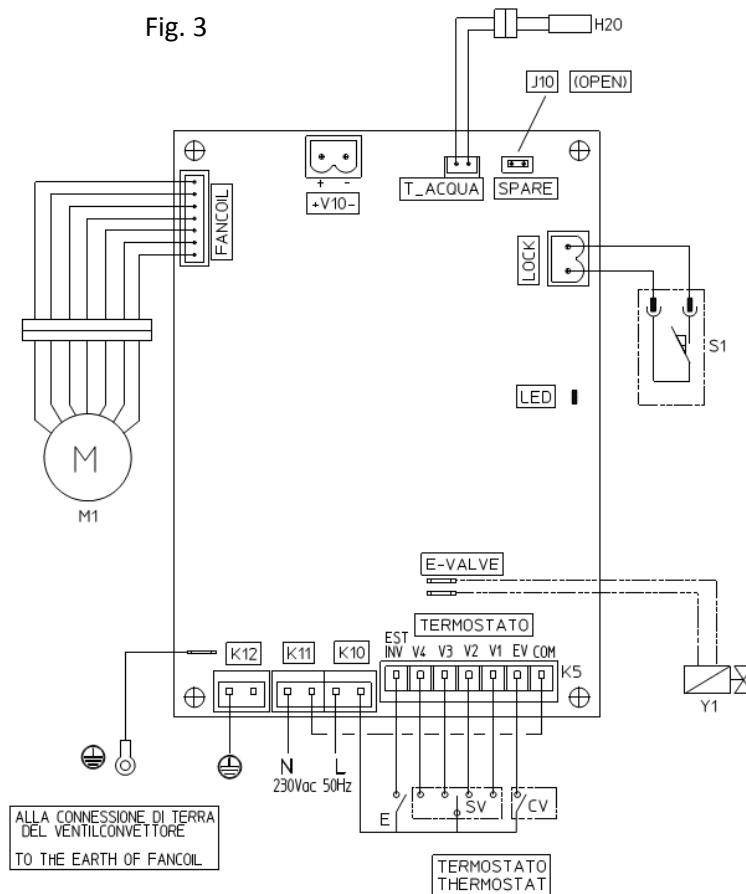 Fig. 3
H2O
J10 (OPEN)
+ -
+V10-
T_ACQUA
SPARE
FANCOIL
LOCK
S1
LED
M
M1
E-VALVE
TERMOSTATO
EST
INV V4 V3 V2 V1 EV COM
K12 K11 K10
K5
Y1
N L
230Vac 50Hz
E
SV
CV
ALLA CONNESSIONE DI TERRA
DEL VENTILCONVETTORE
TO THE EARTH OF FANCOIL
TERMOSTATO
THERMOSTAT